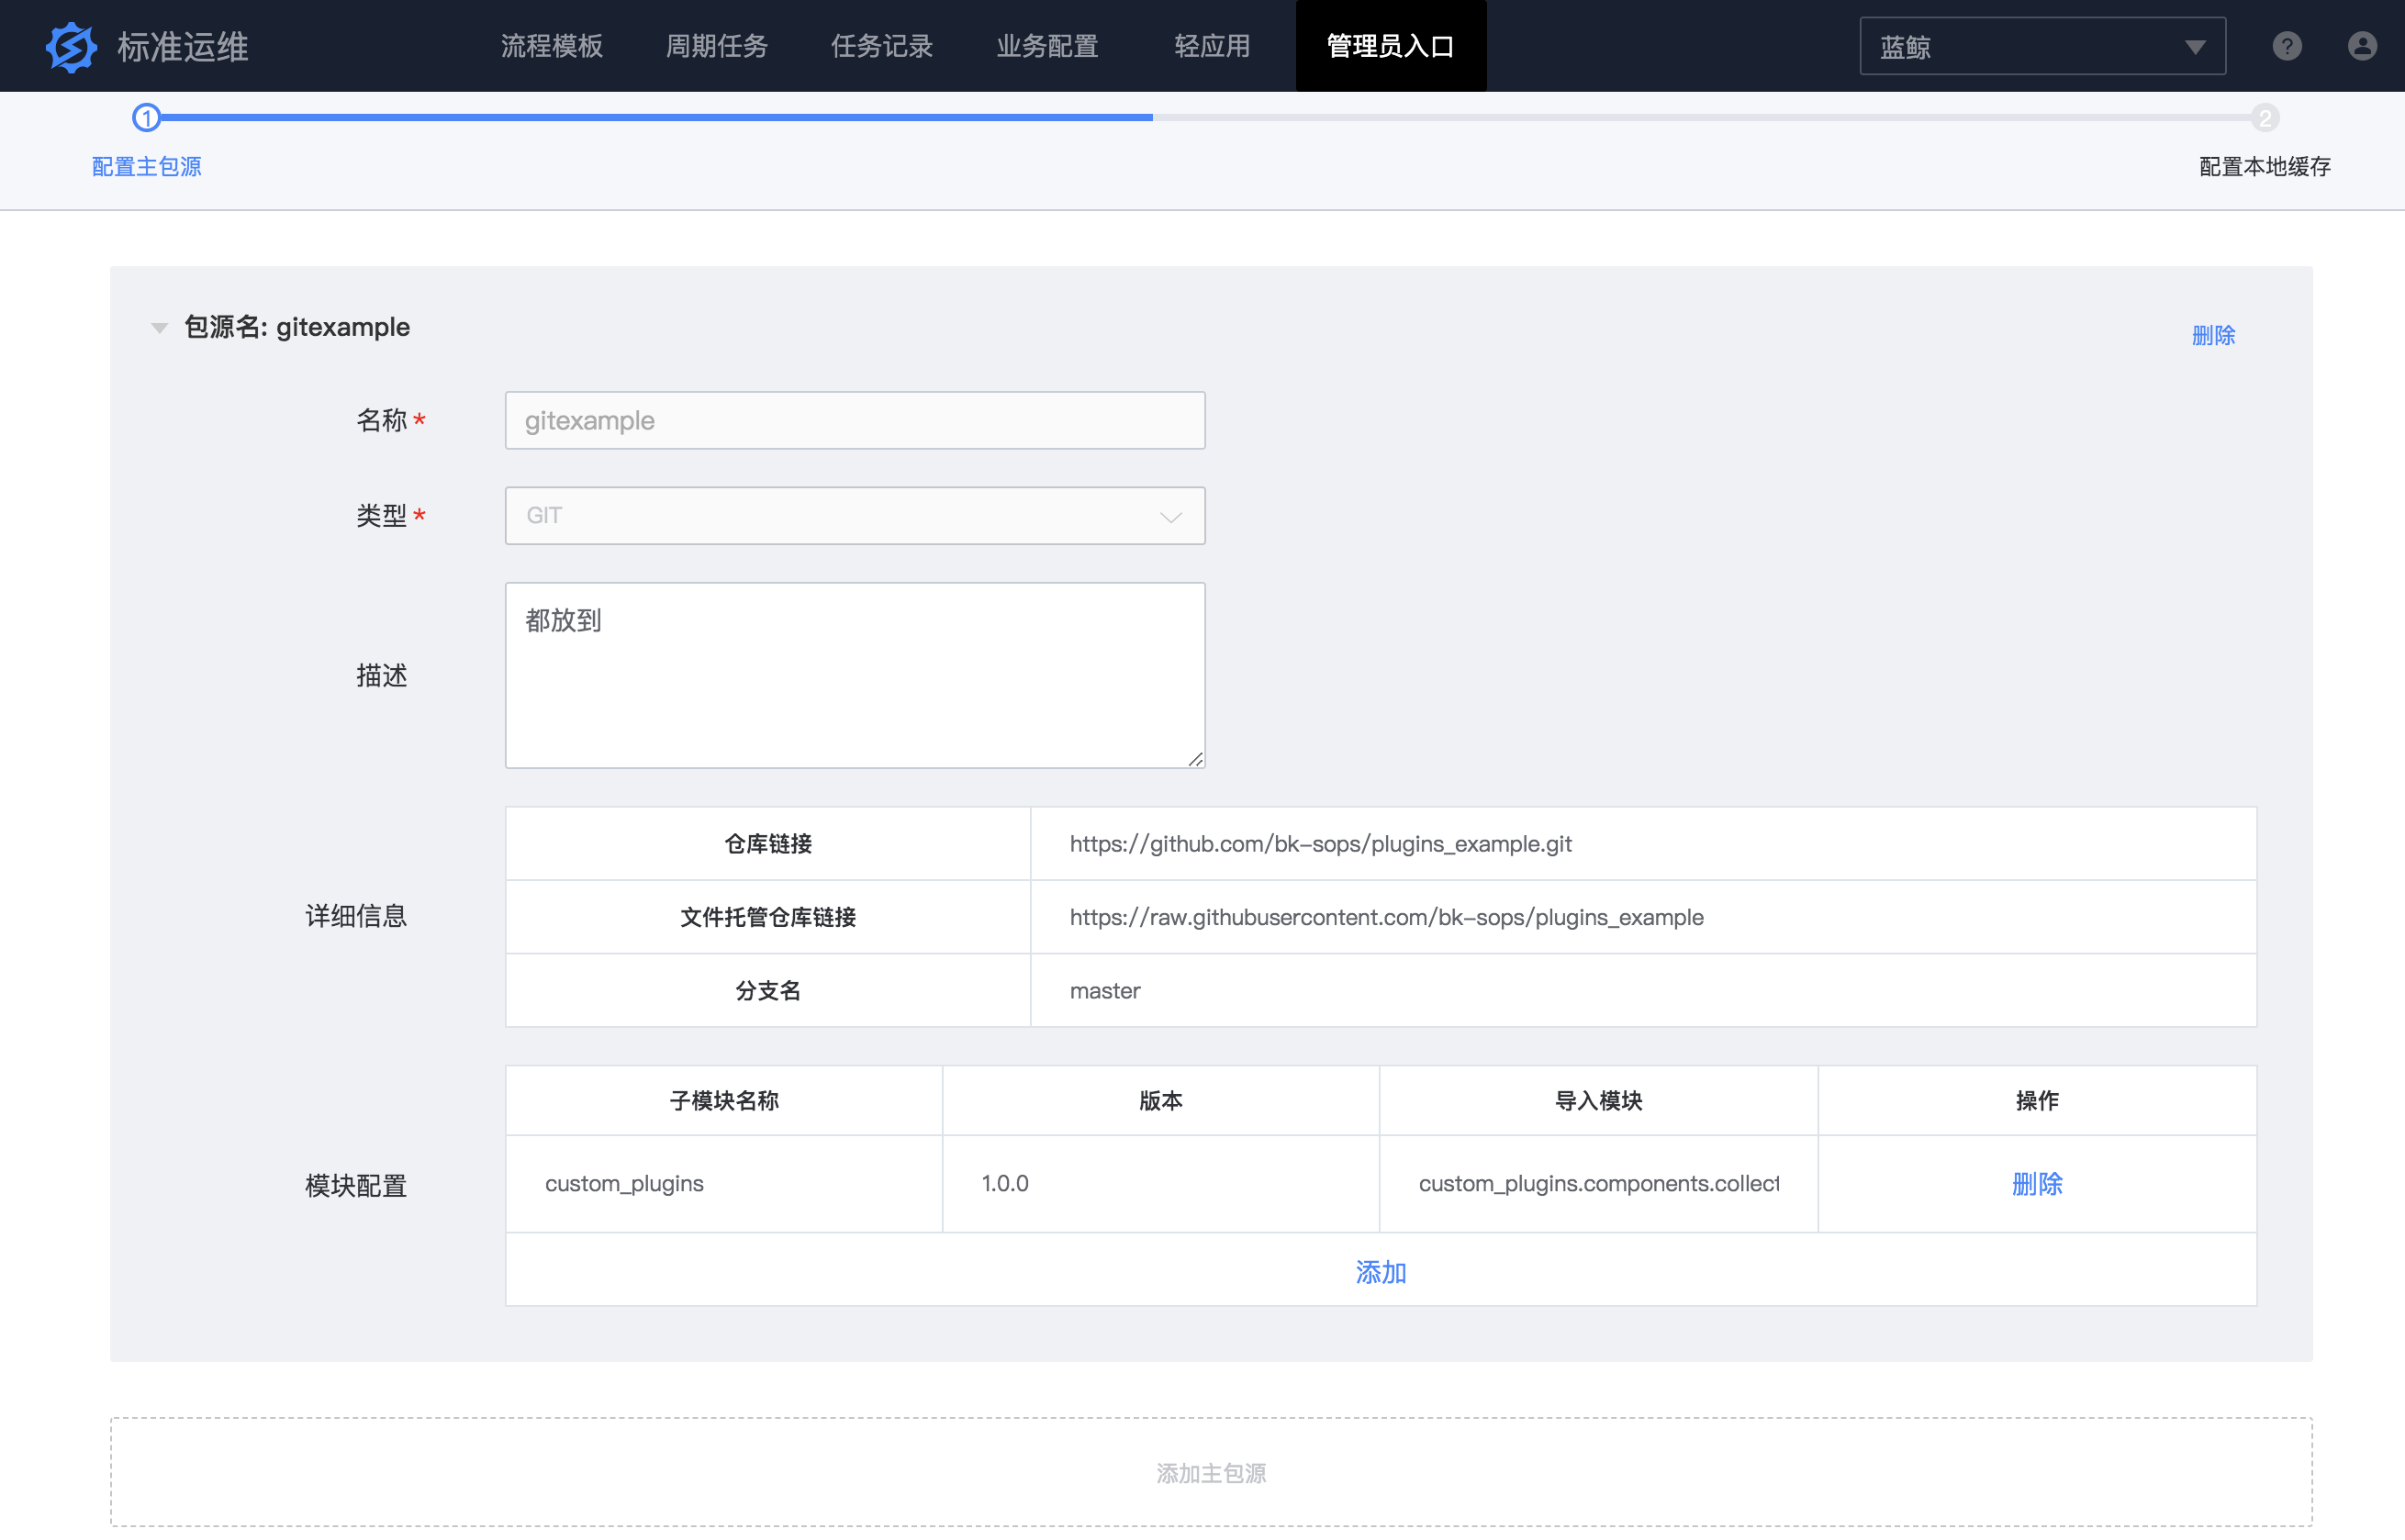 标准运维 流程模板 周期任务 任务记录 业务配置 轻应用 管理员入口 蓝鲸 ?
1 2
配置主包源 配置本地缓存
包源名: gitexample 删除
名称* gitexample
类型* GIT
描述 都放到
详细信息
仓库链接 https://github.com/bk-sops/plugins_example.git
文件托管仓库链接 https://raw.githubusercontent.com/bk-sops/plugins_example
分支名 master
模块配置
子模块名称 版本 导入模块 操作
custom_plugins 1.0.0 custom_plugins.components.collect 删除
添加
添加主包源